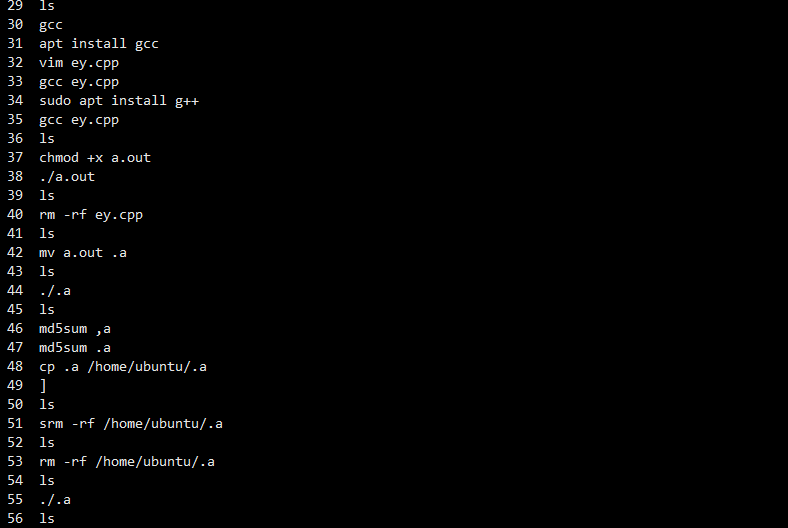 29 ls
30 gcc
31 apt install gcc
32 vim ey.cpp
33 gcc ey.cpp
34 sudo apt install g++
35 gcc ey.cpp
36 ls
37 chmod +x a.out
38 ./a.out
39 ls
40 rm -rf ey.cpp
41 ls
42 mv a.out .a
43 ls
44 ./.a
45 ls
46 md5sum ,a
47 md5sum .a
48 cp .a /home/ubuntu/.a
49 ]
50 ls
51 srm -rf /home/ubuntu/.a
52 ls
53 rm -rf /home/ubuntu/.a
54 ls
55 ./.a
56 ls